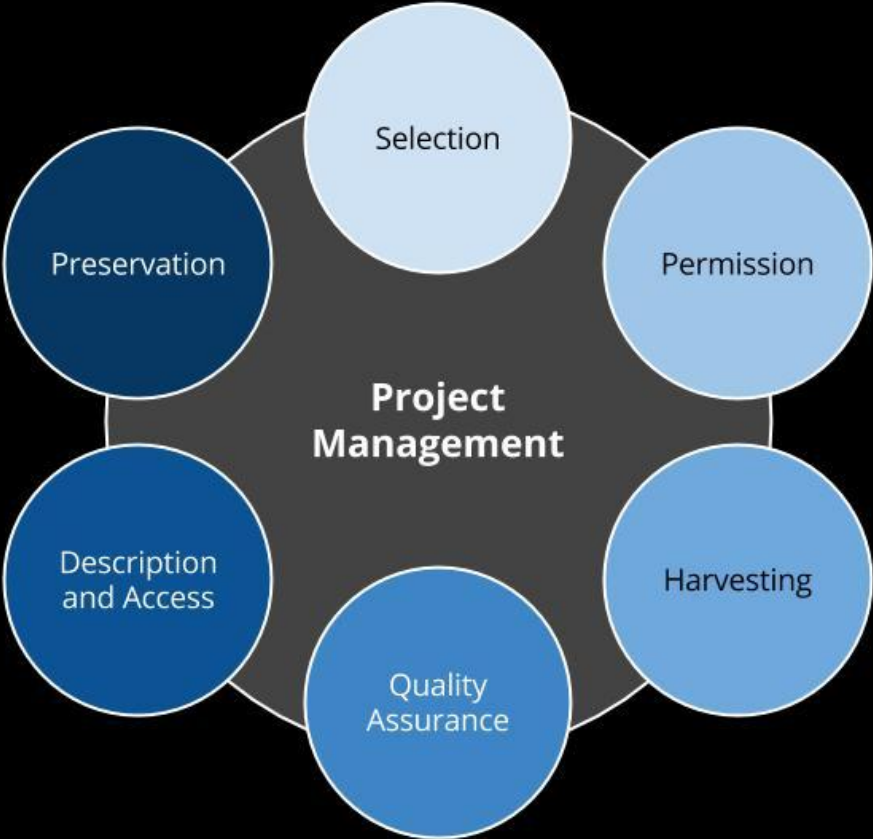 Selection
Permission
Harvesting
Quality
Assurance
Description
and Access
Preservation
Project
Management